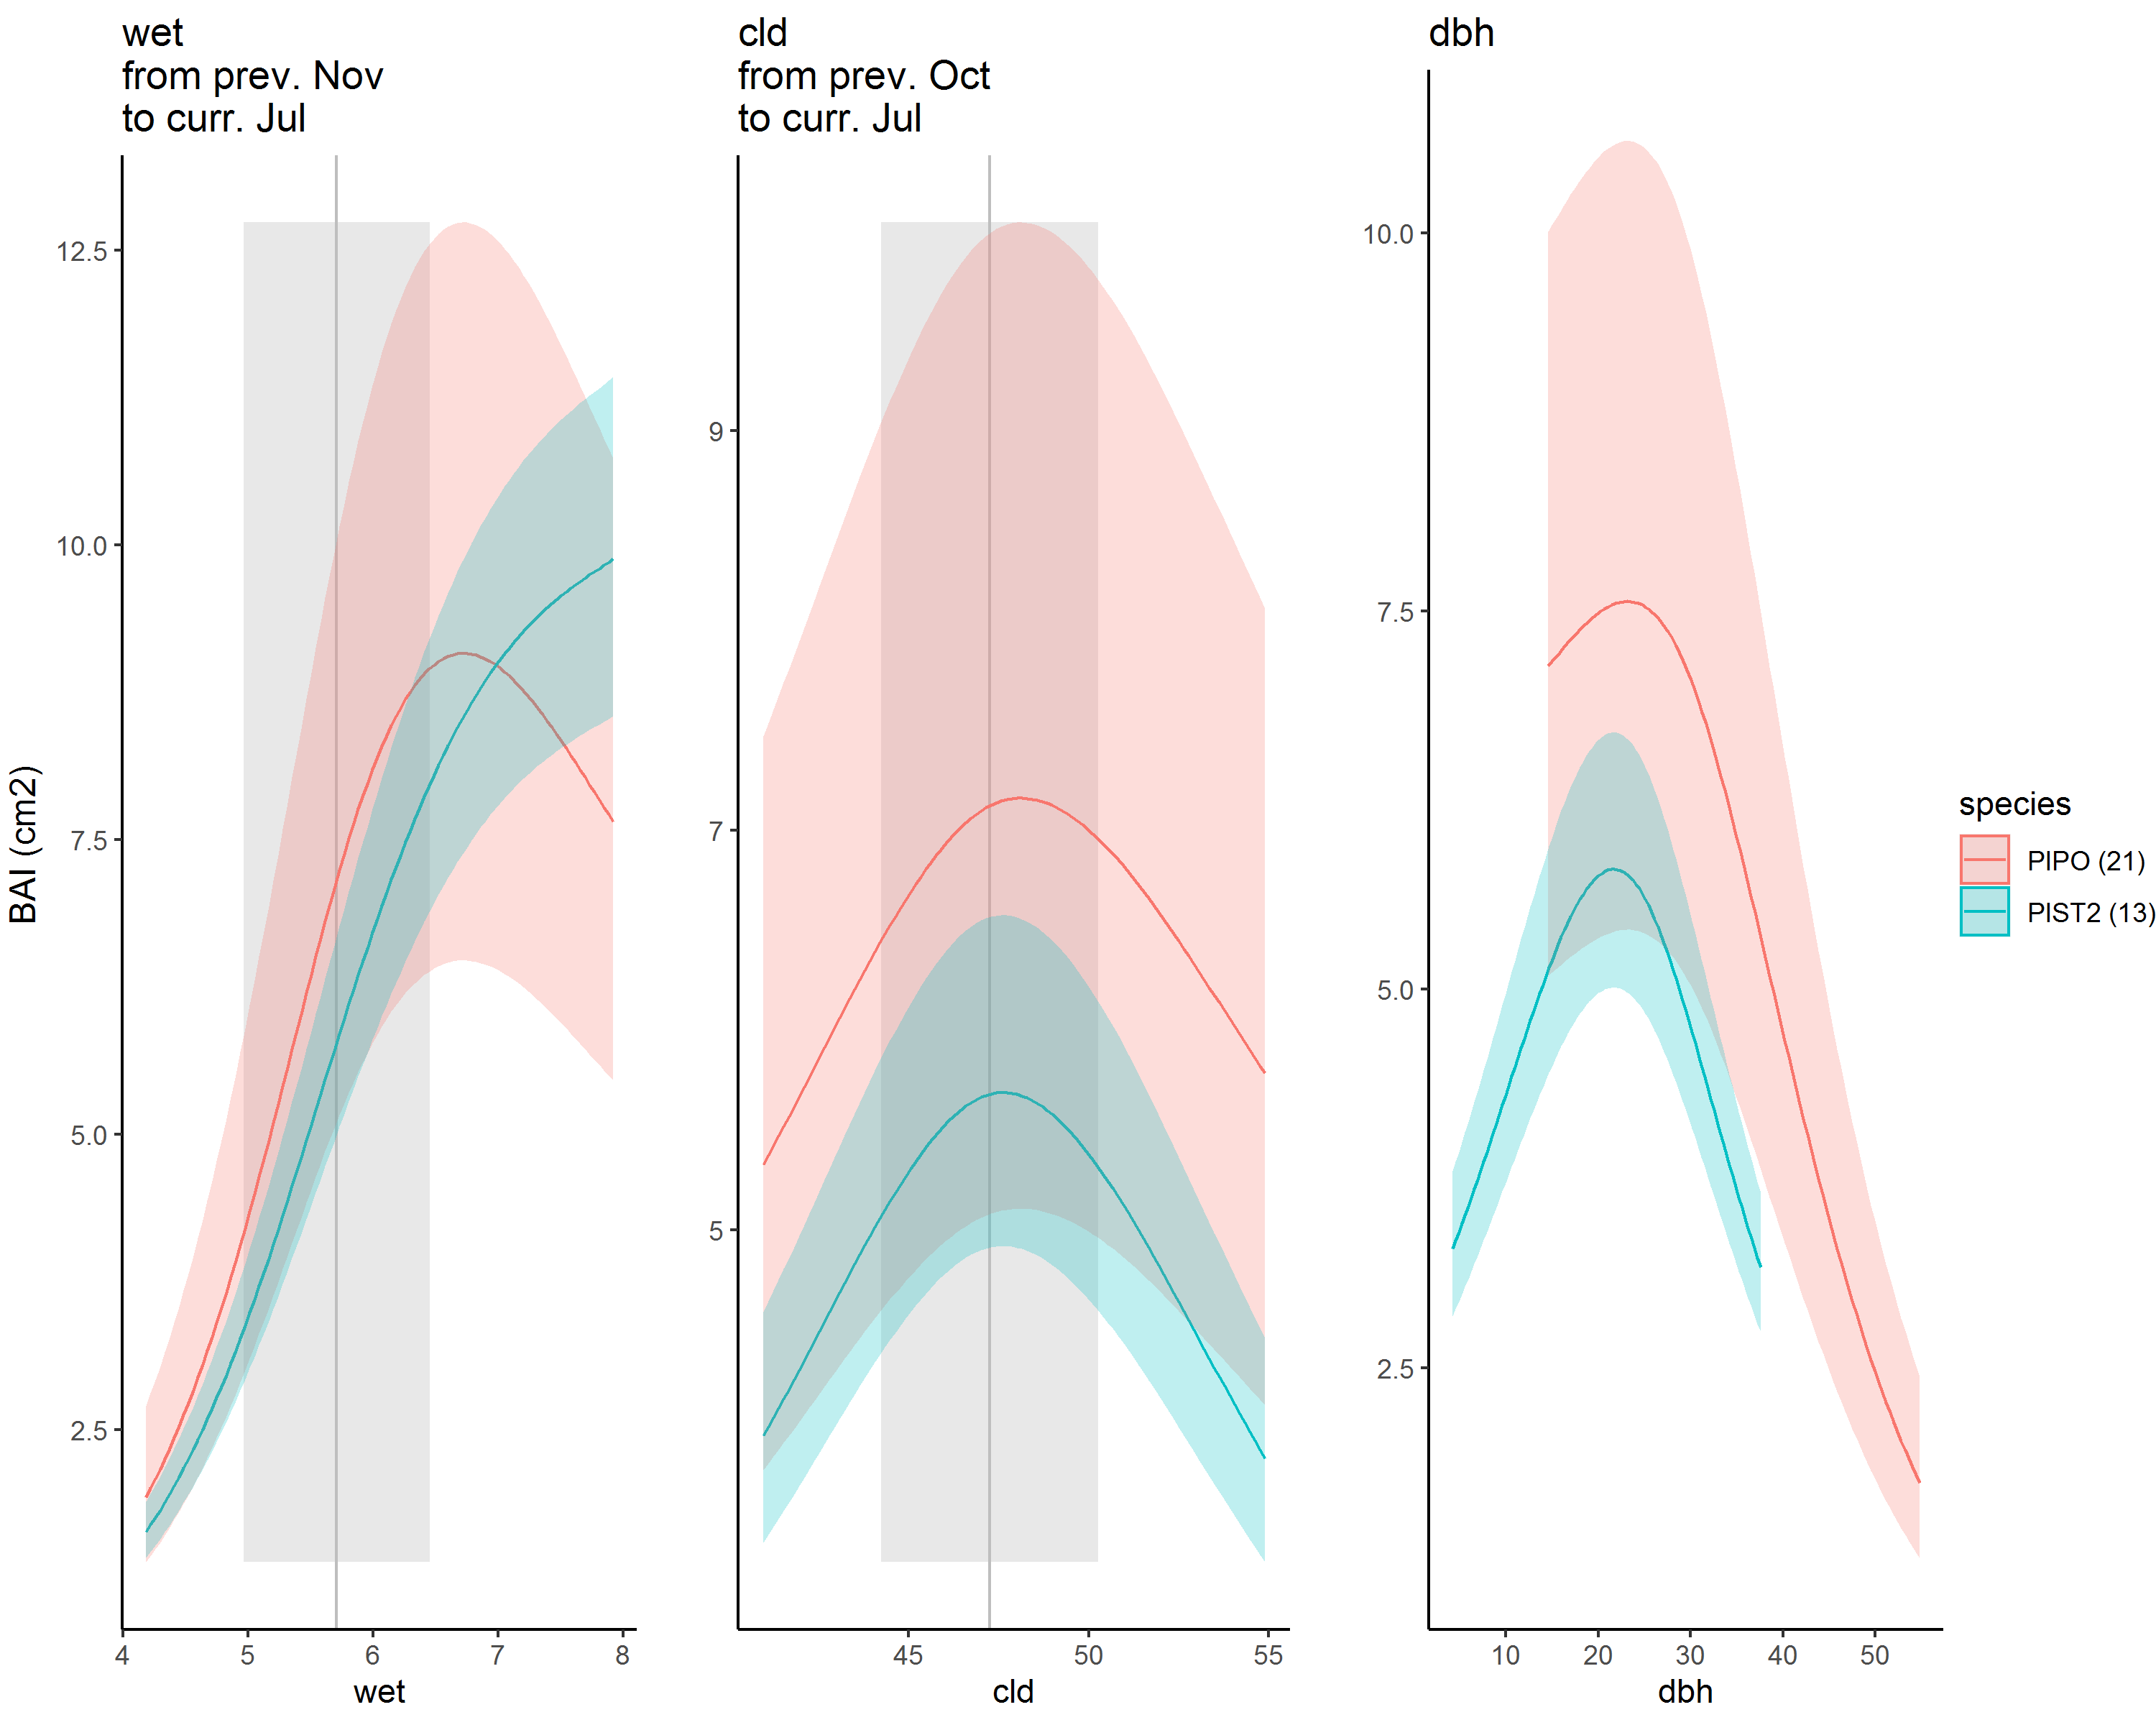 wet
from prev. Nov
to curr. Jul
cld
from prev. Oct
to curr. Jul
dbh
BAI (cm2)
12.5
10.0
7.5
5.0
2.5
4 5 6 7 8
wet
9
7
5
45 50 55
cld
10.0
7.5
5.0
2.5
10 20 30 40 50
dbh
species
PIPO (21)
PIST2 (13)